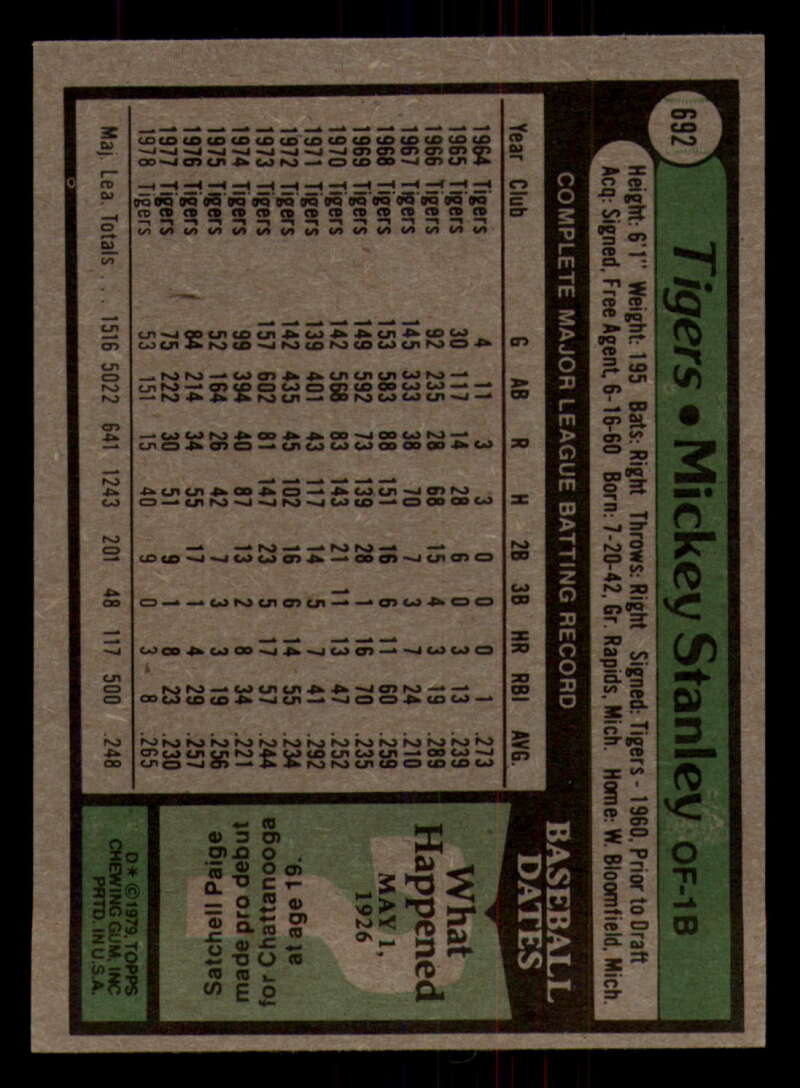 692
Tigers • Mickey Stanley OF-1B
Height: 6'1" Weight: 195 Bats: Right Throws: Right Signed: Tigers - 1960, Prior to Draft
Acq: Signed, Free Agent, 6-16-60 Born: 7-20-42, Gr. Rapids, Mich. Home: W. Bloomfield, Mich.
COMPLETE MAJOR LEAGUE BATTING RECORD
Year Club G AB R H 2B 3B HR RBI AVG.
1964 Tigers 4 11 3 3 0 0 0 1 .273
1965 Tigers 30 117 14 28 6 0 3 13 .239
1966 Tigers 92 235 28 68 15 4 3 19 .289
1967 Tigers 145 333 38 70 7 3 7 24 .210
1968 Tigers 153 583 88 151 16 6 11 60 .259
1969 Tigers 149 592 73 139 28 1 16 70 .235
1970 Tigers 142 568 83 143 21 11 13 47 .252
1971 Tigers 139 401 43 117 14 5 7 41 .292
1972 Tigers 142 435 45 102 16 6 14 55 .234
1973 Tigers 157 602 81 147 23 5 17 57 .244
1974 Tigers 99 394 40 87 13 2 8 34 .221
1975 Tigers 52 164 26 42 7 3 3 19 .256
1976 Tigers 84 214 34 55 17 1 4 29 .257
1977 Tigers 75 222 30 51 9 1 8 23 .230
1978 Tigers 53 151 15 40 9 0 3 8 .265
Maj. Lea. Totals . . 1516 5022 641 1243 201 48 117 500 .248
BASEBALL
DATES
What
Happened
MAY 1,
1926
?
Satchell Paige
made pro debut
for Chattanooga
at age 19.
D* © 1979, TOPPS
CHEWING GUM, INC
PRTD. IN U.S.A.